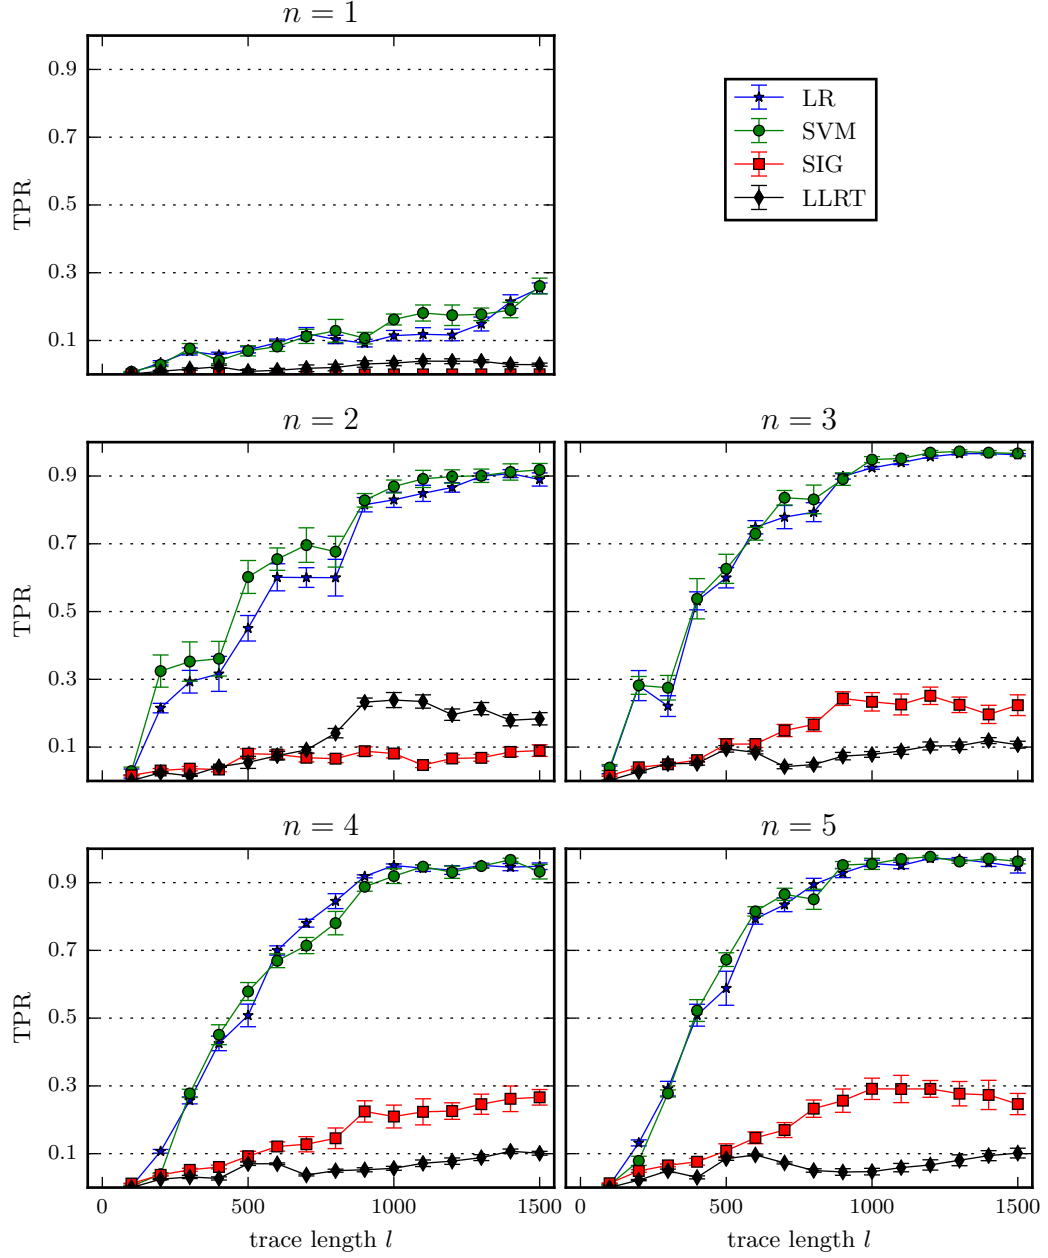 n = 1
0.9
0.7
0.5
0.3
0.1
TPR
LR
SVM
SIG
LLRT
n = 2
n = 3
0.9
0.7
0.5
0.3
0.1
TPR
n = 4
n = 5
0.9
0.7
0.5
0.3
0.1
TPR
0 500 1000 1500
0 500 1000 1500
trace length l
trace length l